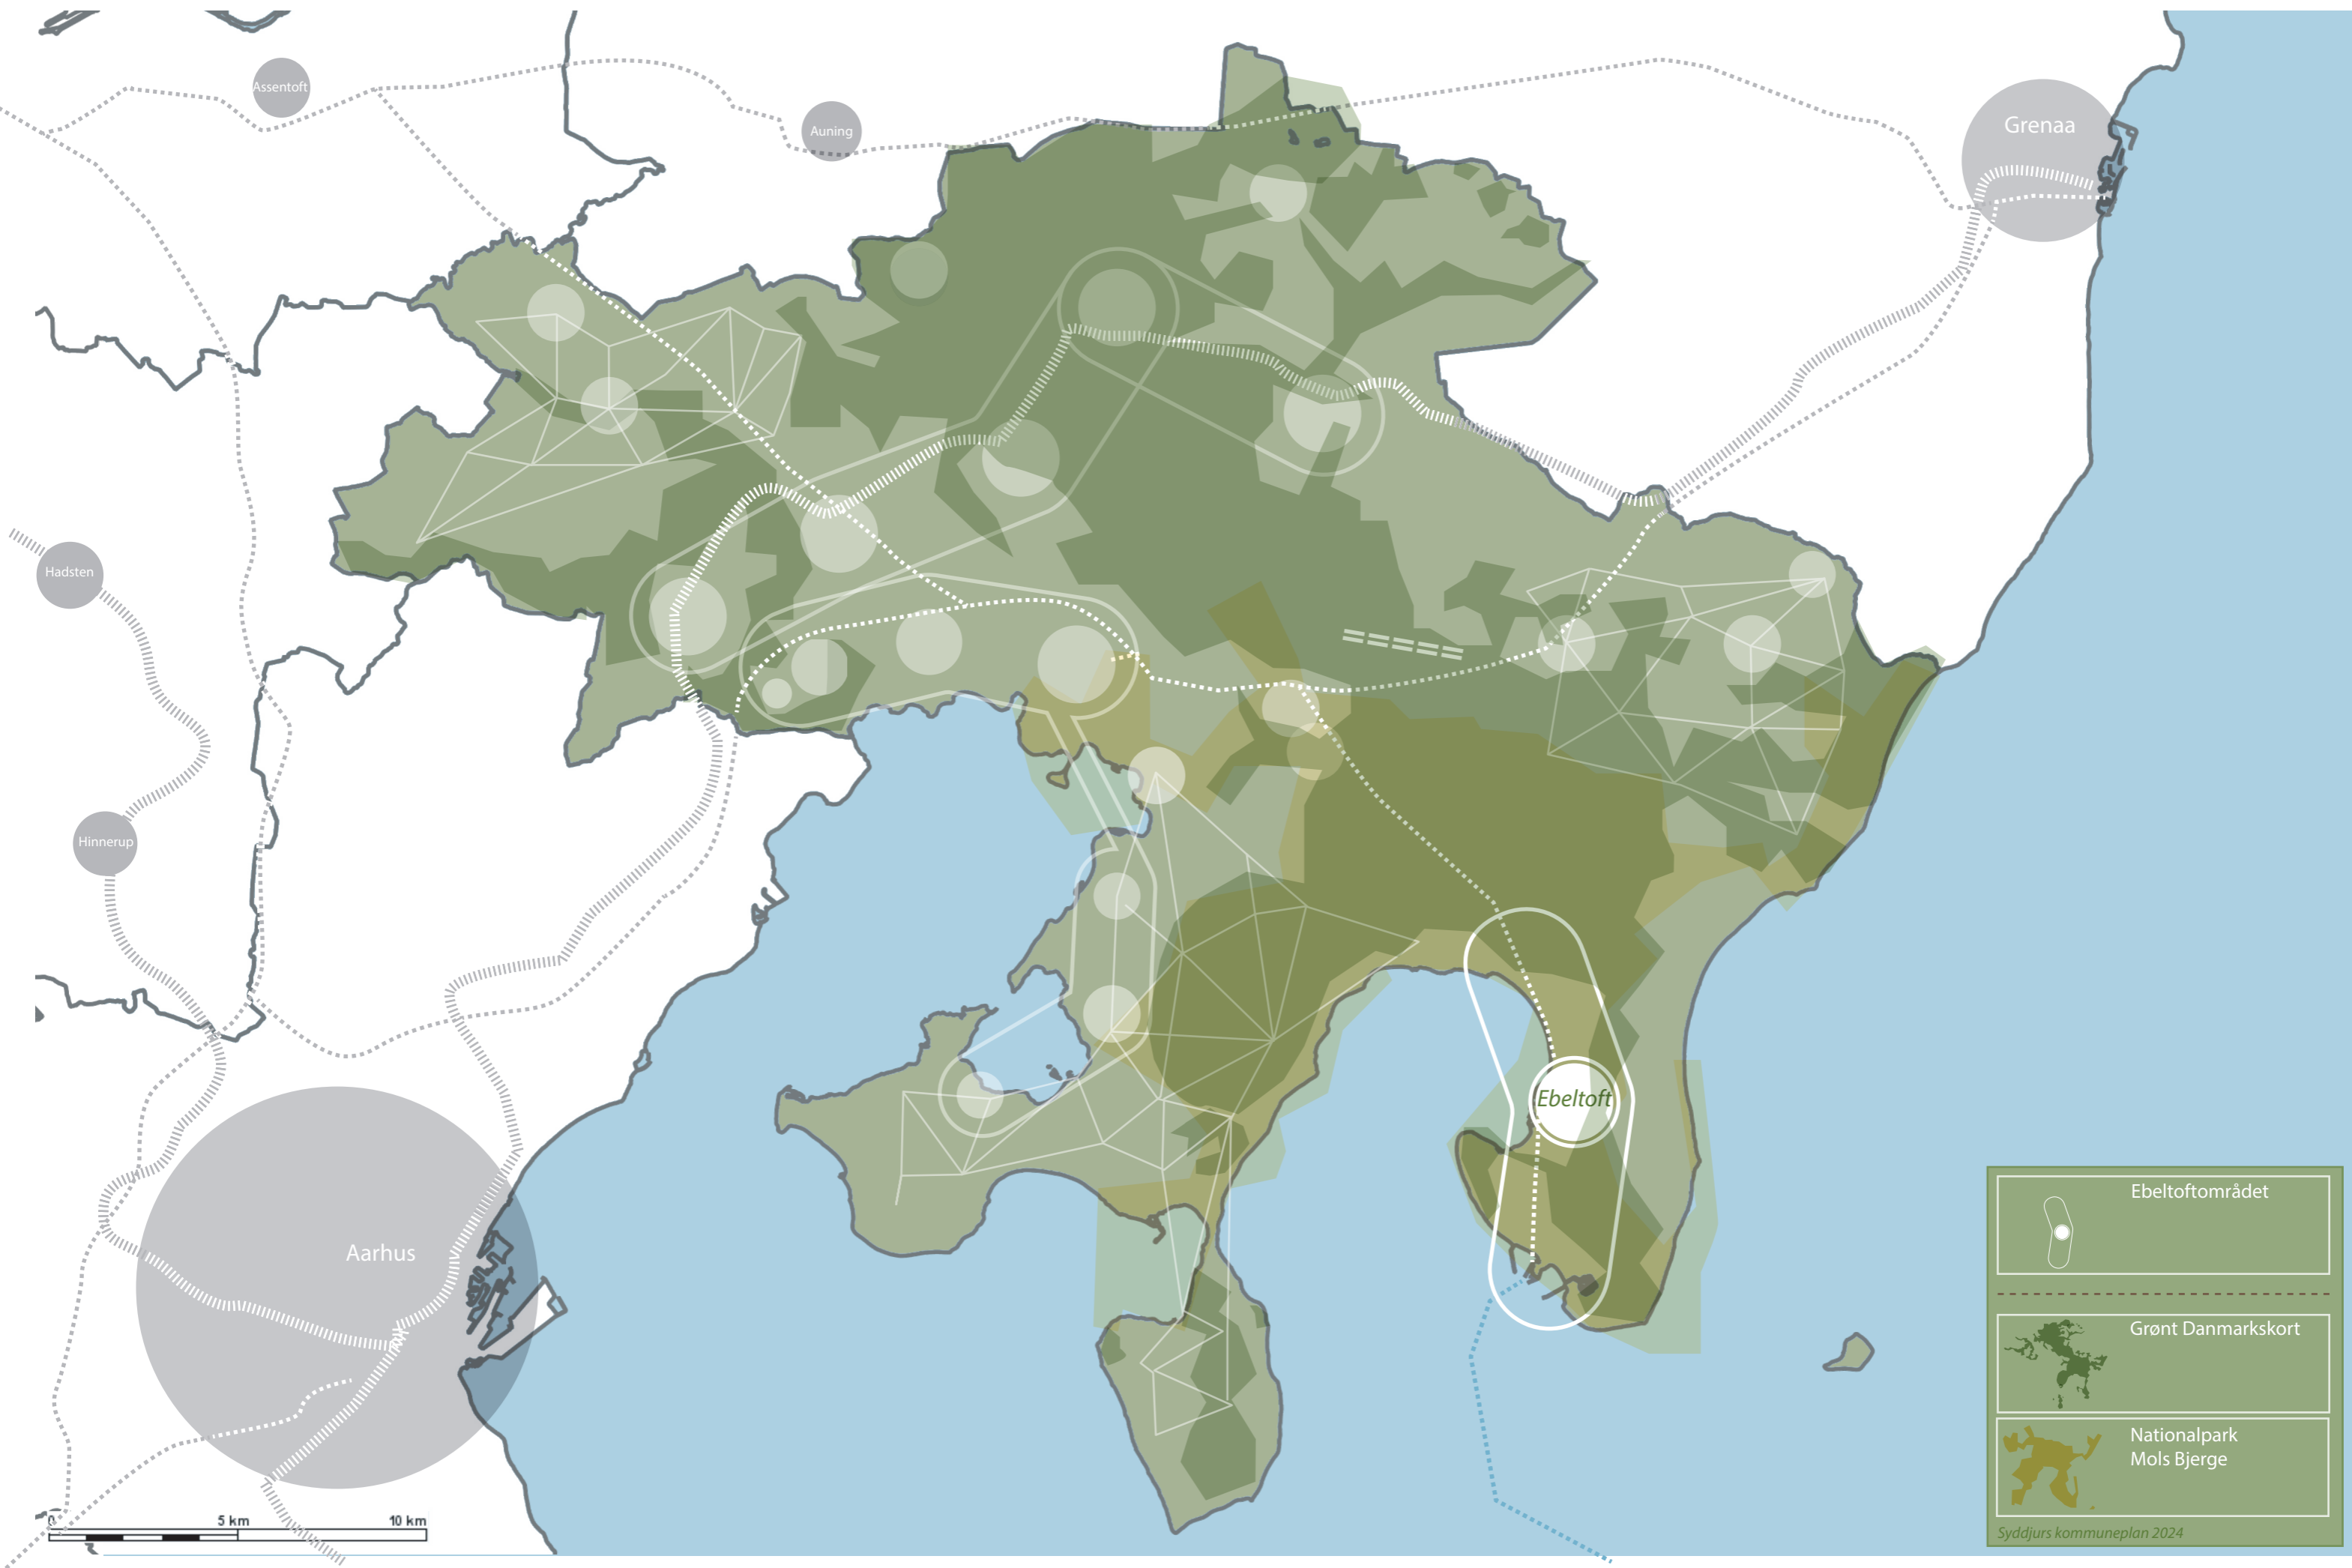 Assentoft
Auning
Grenaa
Hadsten
Hinnerup
Ebeltoft
Aarhus
0
5 km
10 km
Ebeltoftområdet
Grønt Danmarkskort
Nationalpark
Mols Bjerge
Syddjurs kommuneplan 2024